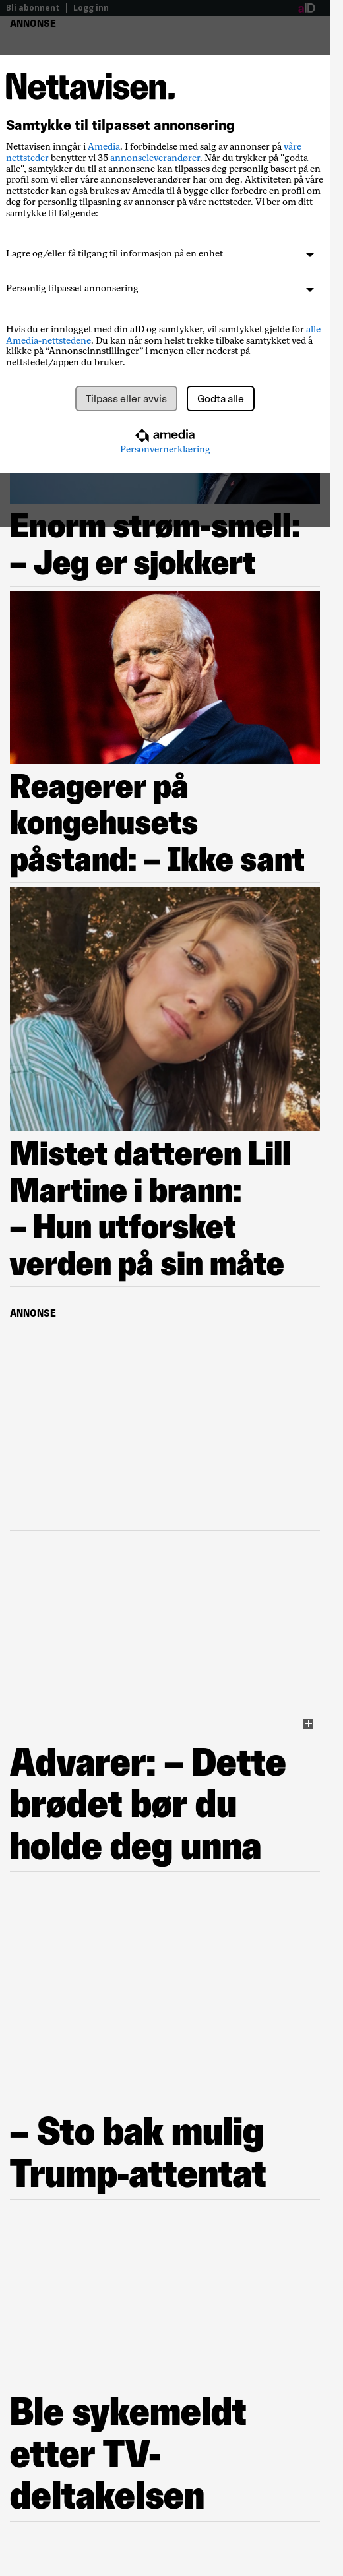 Bli abonnent | Logg inn aID
ANNONSE
Nettavisen.
Samtykke til tilpasset annonsering
Nettavisen inngår i Amedia. I forbindelse med salg av annonser på våre
nettsteder benytter vi 35 annonseleverandører. Når du trykker på "godta
alle", samtykker du til at annonsene kan tilpasses deg personlig basert på en
profil som vi eller våre annonseleverandører har om deg. Aktiviteten på våre
nettsteder kan også brukes av Amedia til å bygge eller forbedre en profil om
deg for personlig tilpasning av annonser på våre nettsteder. Vi ber om ditt
samtykke til følgende:
Lagre og/eller få tilgang til informasjon på en enhet
Personlig tilpasset annonsering
Hvis du er innlogget med din aID og samtykker, vil samtykket gjelde for alle
Amedia-nettstedene. Du kan når som helst trekke tilbake samtykket ved å
klikke på “Annonseinnstillinger” i menyen eller nederst på
nettstedet/appen du bruker.
Tilpass eller avvis Godta alle
amedia
Personvernerklæring
Enorm strøm-smell:
– Jeg er sjokkert
Reagerer på
kongehusets
påstand: – Ikke sant
Mistet datteren Lill
Martine i brann:
– Hun utforsket
verden på sin måte
ANNONSE
Advarer: – Dette
brødet bør du
holde deg unna
– Sto bak mulig
Trump-attentat
Ble sykemeldt
etter TV-
deltakelsen